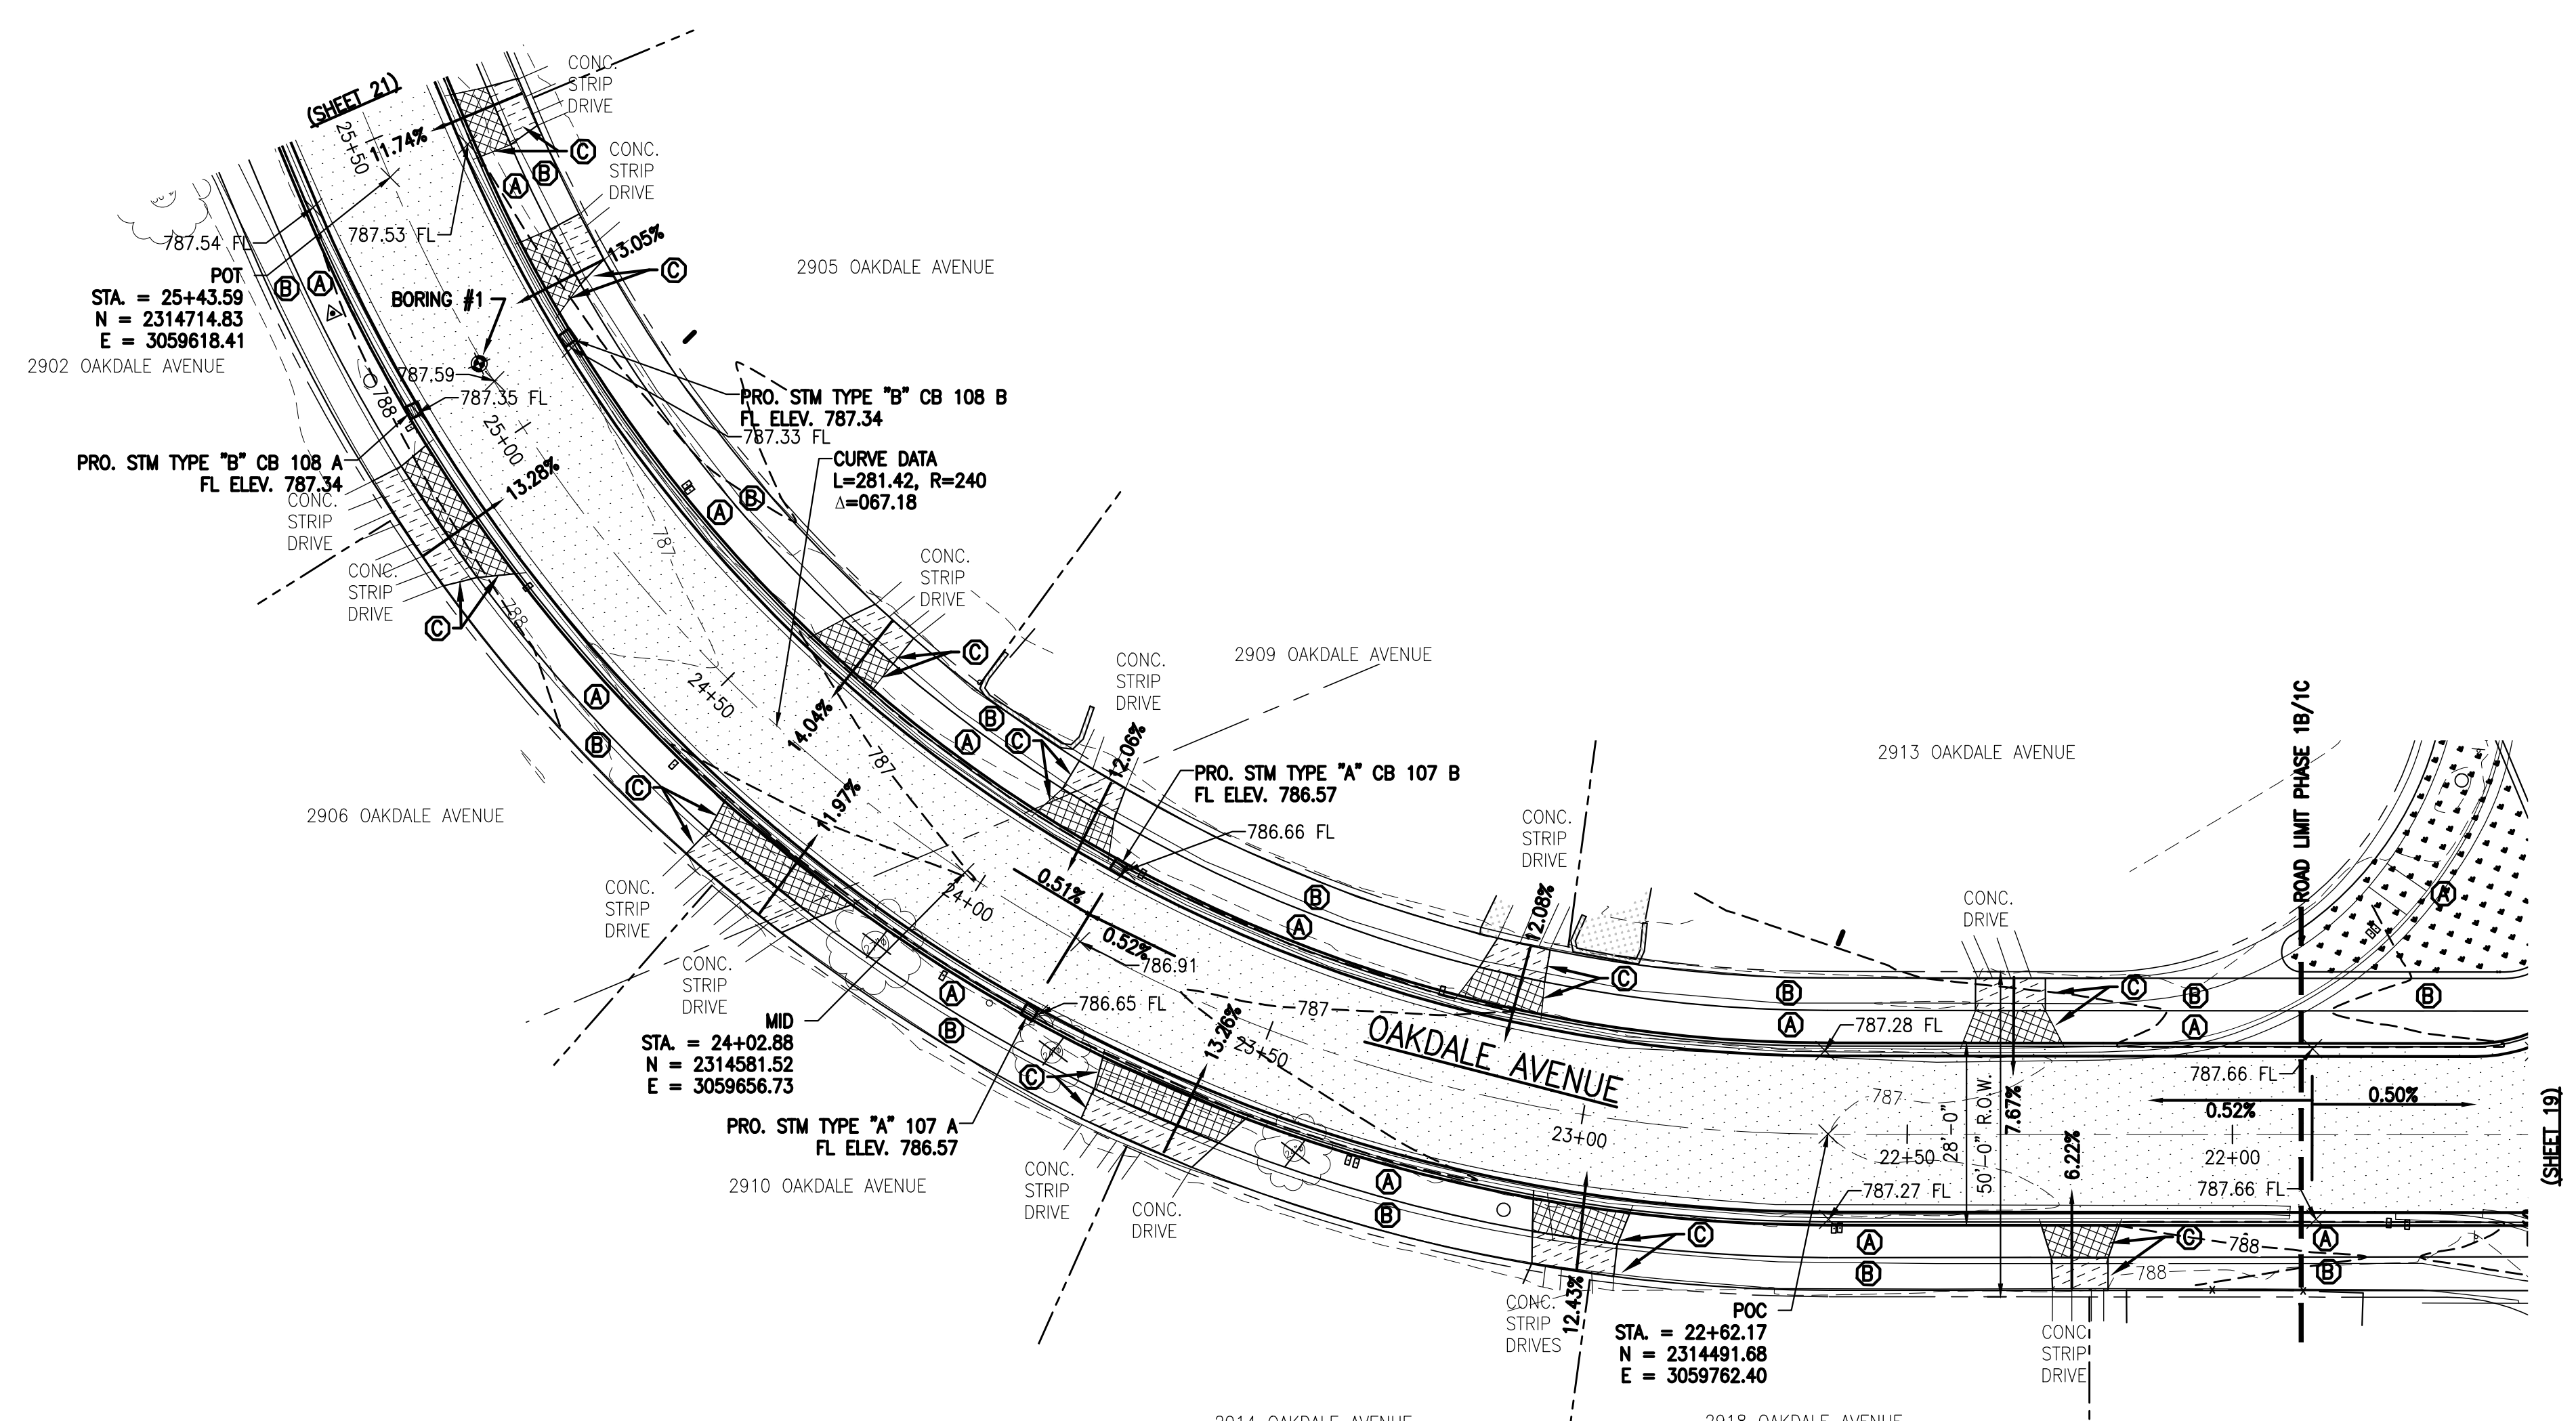 (SHEET 21)
25+50
11.74%
CONC.
STRIP
DRIVE
C
CONC.
STRIP
DRIVE
A
B
787.54 FL
787.53 FL
POT
STA. = 25+43.59
N = 2314714.83
E = 3059618.41
B
A
BORING #1
13.05%
C
2905 OAKDALE AVENUE
2902 OAKDALE AVENUE
787.59
787.35 FL
788
25+00
PRO. STM TYPE "B" CB 108 B
FL ELEV. 787.34
787.33 FL
PRO. STM TYPE "B" CB 108 A
FL ELEV. 787.34
13.28%
CURVE DATA
L=281.42, R=240
Δ=067.18
CONC.
STRIP
DRIVE
CONC.
STRIP
DRIVE
A
B
787
788
C
CONC.
STRIP
DRIVE
C
2909 OAKDALE AVENUE
CONC.
STRIP
DRIVE
24+50
A
B
14.04%
787
B
A
C
12.06%
2913 OAKDALE AVENUE
ROAD LIMIT PHASE 1B/1C
PRO. STM TYPE "A" CB 107 B
FL ELEV. 786.57
786.66 FL
C
2906 OAKDALE AVENUE
11.97%
CONC.
STRIP
DRIVE
24+00
0.51%
0.52%
786.91
B
A
12.08%
CONC.
STRIP
DRIVE
C
CONC.
DRIVE
C
A
B
CONC.
STRIP
DRIVE
CONC.
STRIP
DRIVE
A
B
786.65 FL
787
B
A
787.28 FL
B
A
MID
STA. = 24+02.88
N = 2314581.52
E = 3059656.73
C
13.26%
23+50
OAKDALE AVENUE
787.66 FL
787
28'-0"
50'-0" R.O.W.
7.67%
0.52%
0.50%
(SHEET 19)
PRO. STM TYPE "A" 107 A
FL ELEV. 786.57
23+00
22+50
6.22%
22+00
2910 OAKDALE AVENUE
CONC.
STRIP
DRIVE
CONC.
DRIVE
A
B
787.27 FL
787.66 FL
C
A
B
C
788
788
A
B
12.43%
CONC.
STRIP
DRIVES
POC
STA. = 22+62.17
N = 2314491.68
E = 3059762.40
CONC
STRIP
DRIVE
2914 OAKDALE AVENUE
2918 OAKDALE AVENUE